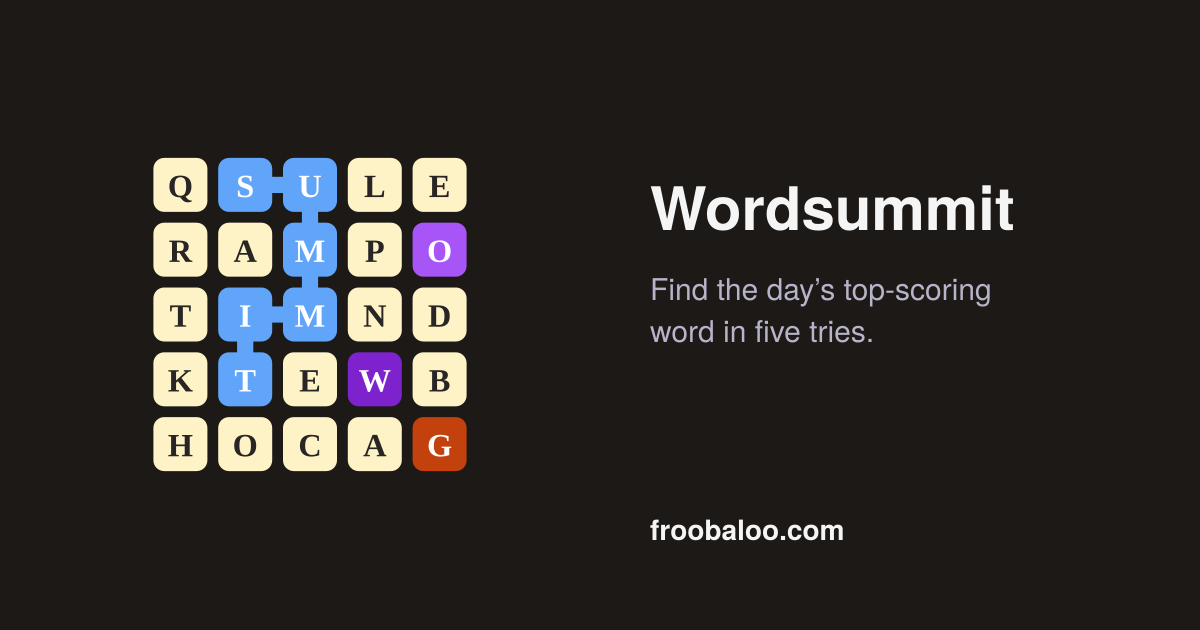 Q S U L E
R A M P O
T I M N D
K T E W B
H O C A G
Wordsummit
Find the day’s top-scoring
word in five tries.
froobaloo.com